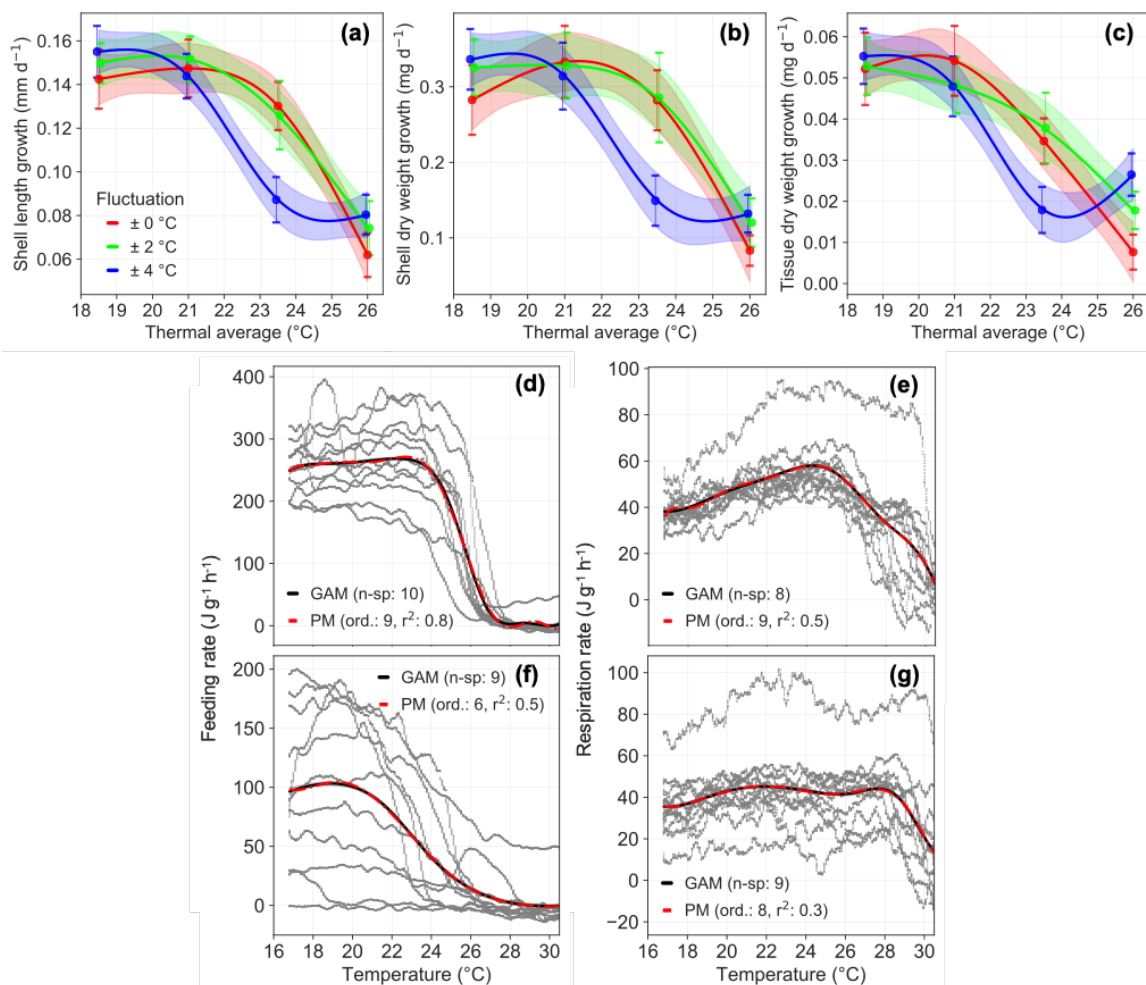 (a)
Shell length growth (mm d⁻¹)
0.16
0.14
0.12
0.10
0.08
0.06
Fluctuation
± 0 °C
± 2 °C
± 4 °C
18 19 20 21 22 23 24 25 26
Thermal average (°C)
(b)
Shell dry weight growth (mg d⁻¹)
0.3
0.2
0.1
18 19 20 21 22 23 24 25 26
Thermal average (°C)
(c)
Tissue dry weight growth (mg d⁻¹)
0.06
0.05
0.04
0.03
0.02
0.01
0.00
18 19 20 21 22 23 24 25 26
Thermal average (°C)
(d)
400
300
200
100
0
GAM (n-sp: 10)
PM (ord.: 9, r²: 0.8)
Feeding rate (J g⁻¹ h⁻¹)
(e)
100
80
60
40
20
0
GAM (n-sp: 8)
PM (ord.: 9, r²: 0.5)
Respiration rate (J g⁻¹ h⁻¹)
(f)
200
150
100
50
0
GAM (n-sp: 9)
PM (ord.: 6, r²: 0.5)
16 18 20 22 24 26 28 30
Temperature (°C)
(g)
100
80
60
40
20
0
−20
GAM (n-sp: 9)
PM (ord.: 8, r²: 0.3)
16 18 20 22 24 26 28 30
Temperature (°C)